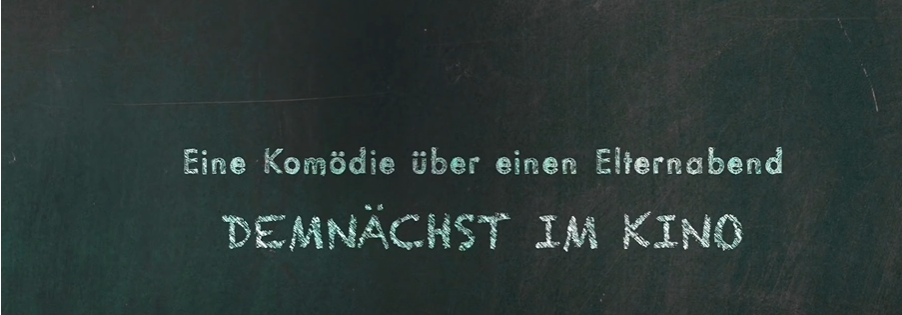 Eine Komödie über einen Elternabend
DEMNÄCHST IM KINO